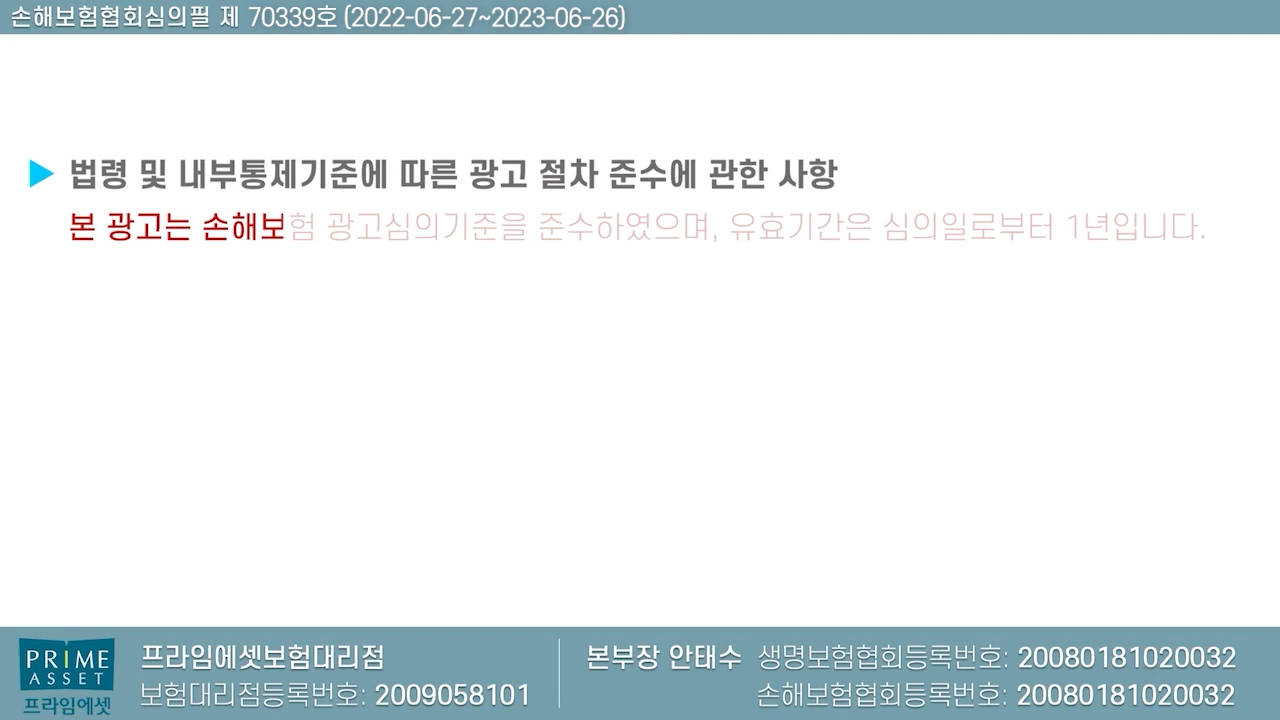 손해보험협회심의필 제 70339호 (2022-06-27~2023-06-26)
▶ 법령 및 내부통제기준에 따른 광고 절차 준수에 관한 사항
본 광고는 손해보험 광고심의기준을 준수하였으며, 유효기간은 심의일로부터 1년입니다.
PRIME
ASSET
프라임에셋
프라임에셋보험대리점
보험대리점등록번호: 2009058101
본부장 안태수 생명보험협회등록번호: 20080181020032
손해보험협회등록번호: 20080181020032